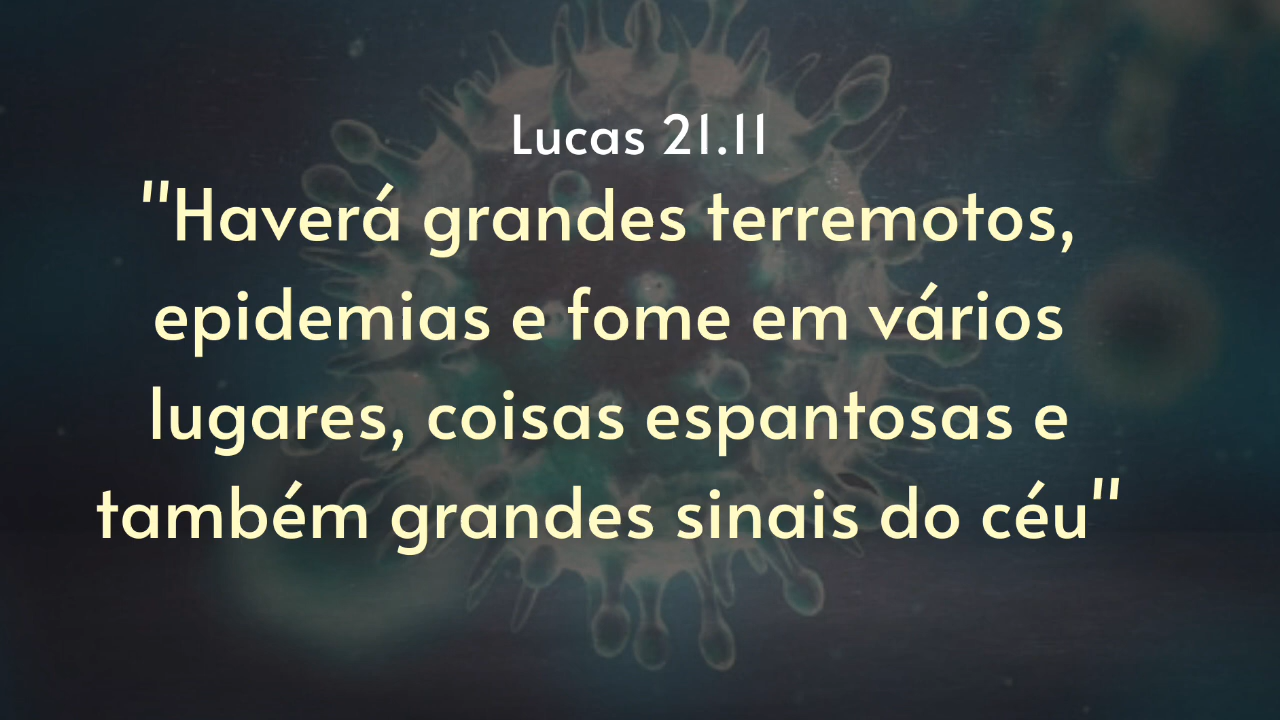 Lucas 21.11
"Haverá grandes terremotos,
epidemias e fome em vários
lugares, coisas espantosas e
também grandes sinais do céu"